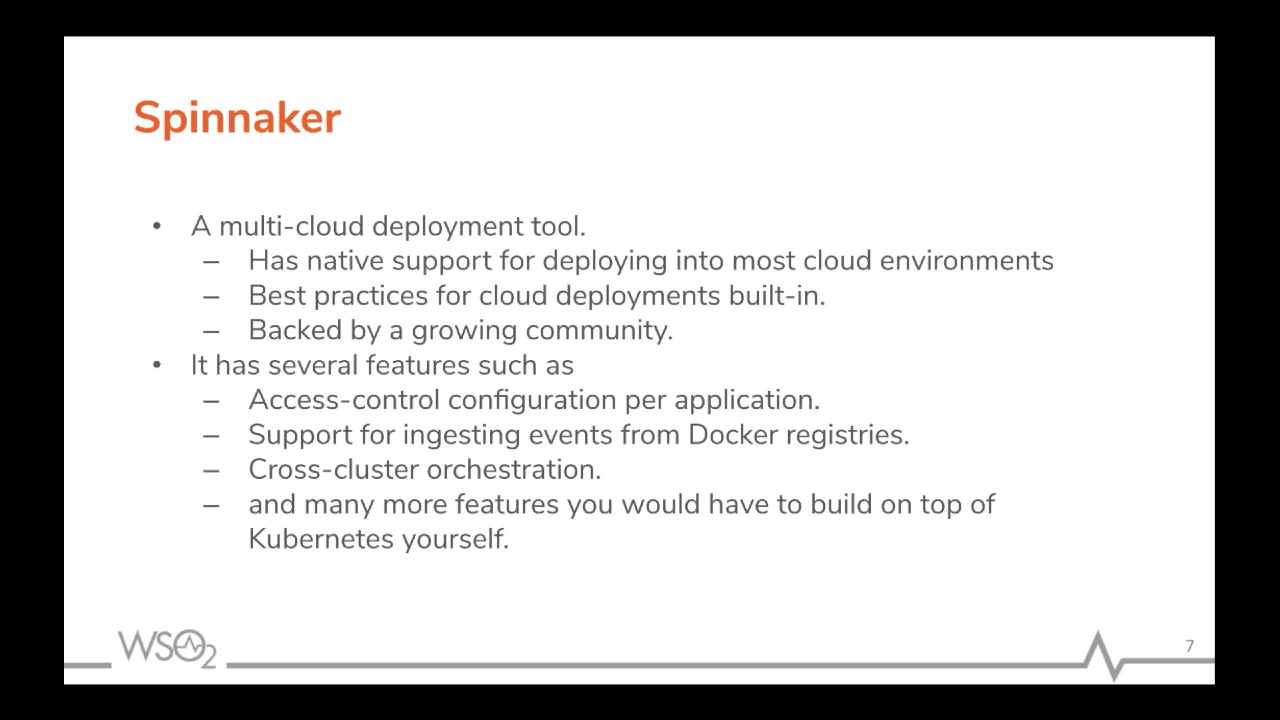 Spinnaker
• A multi-cloud deployment tool.
– Has native support for deploying into most cloud environments
– Best practices for cloud deployments built-in.
– Backed by a growing community.
• It has several features such as
– Access-control configuration per application.
– Support for ingesting events from Docker registries.
– Cross-cluster orchestration.
– and many more features you would have to build on top of
Kubernetes yourself.
WSO2
7